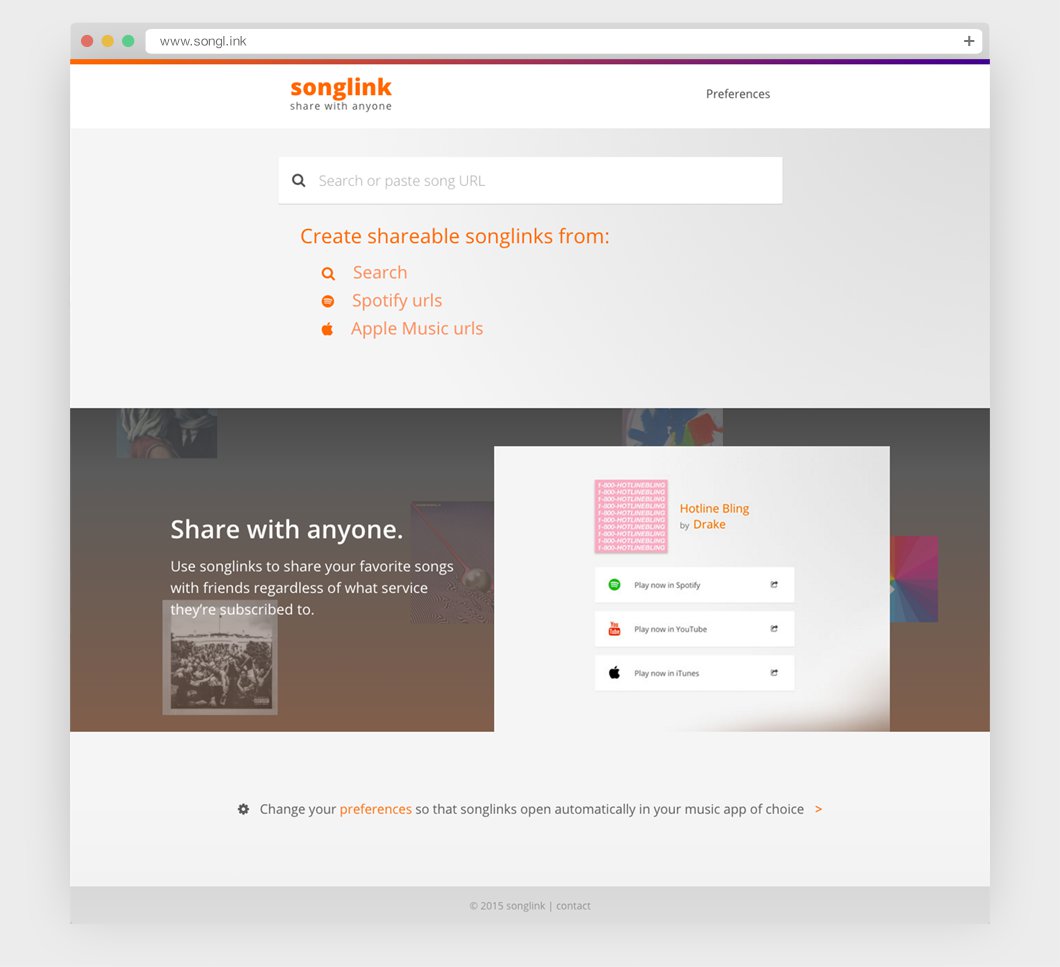 www.songl.ink
songlink
share with anyone
Preferences
Search or paste song URL
Create shareable songlinks from:
Search
Spotify urls
Apple Music urls
Share with anyone.
Use songlinks to share your favorite songs
with friends regardless of what service
they're subscribed to.
1-800-HOTLINEBLING
1-800-HOTLINEBLING
1-800-HOTLINEBLING
1-800-HOTLINEBLING
1-800-HOTLINEBLING
1-800-HOTLINEBLING
1-800-HOTLINEBLING
1-800-HOTLINEBLING
1-800-HOTLINEBLING
1-800-HOTLINEBLING
Hotline Bling
by Drake
Play now in Spotify
You
Tube
Play now in YouTube
Play now in iTunes
Change your preferences so that songlinks open automatically in your music app of choice >
© 2015 songlink | contact